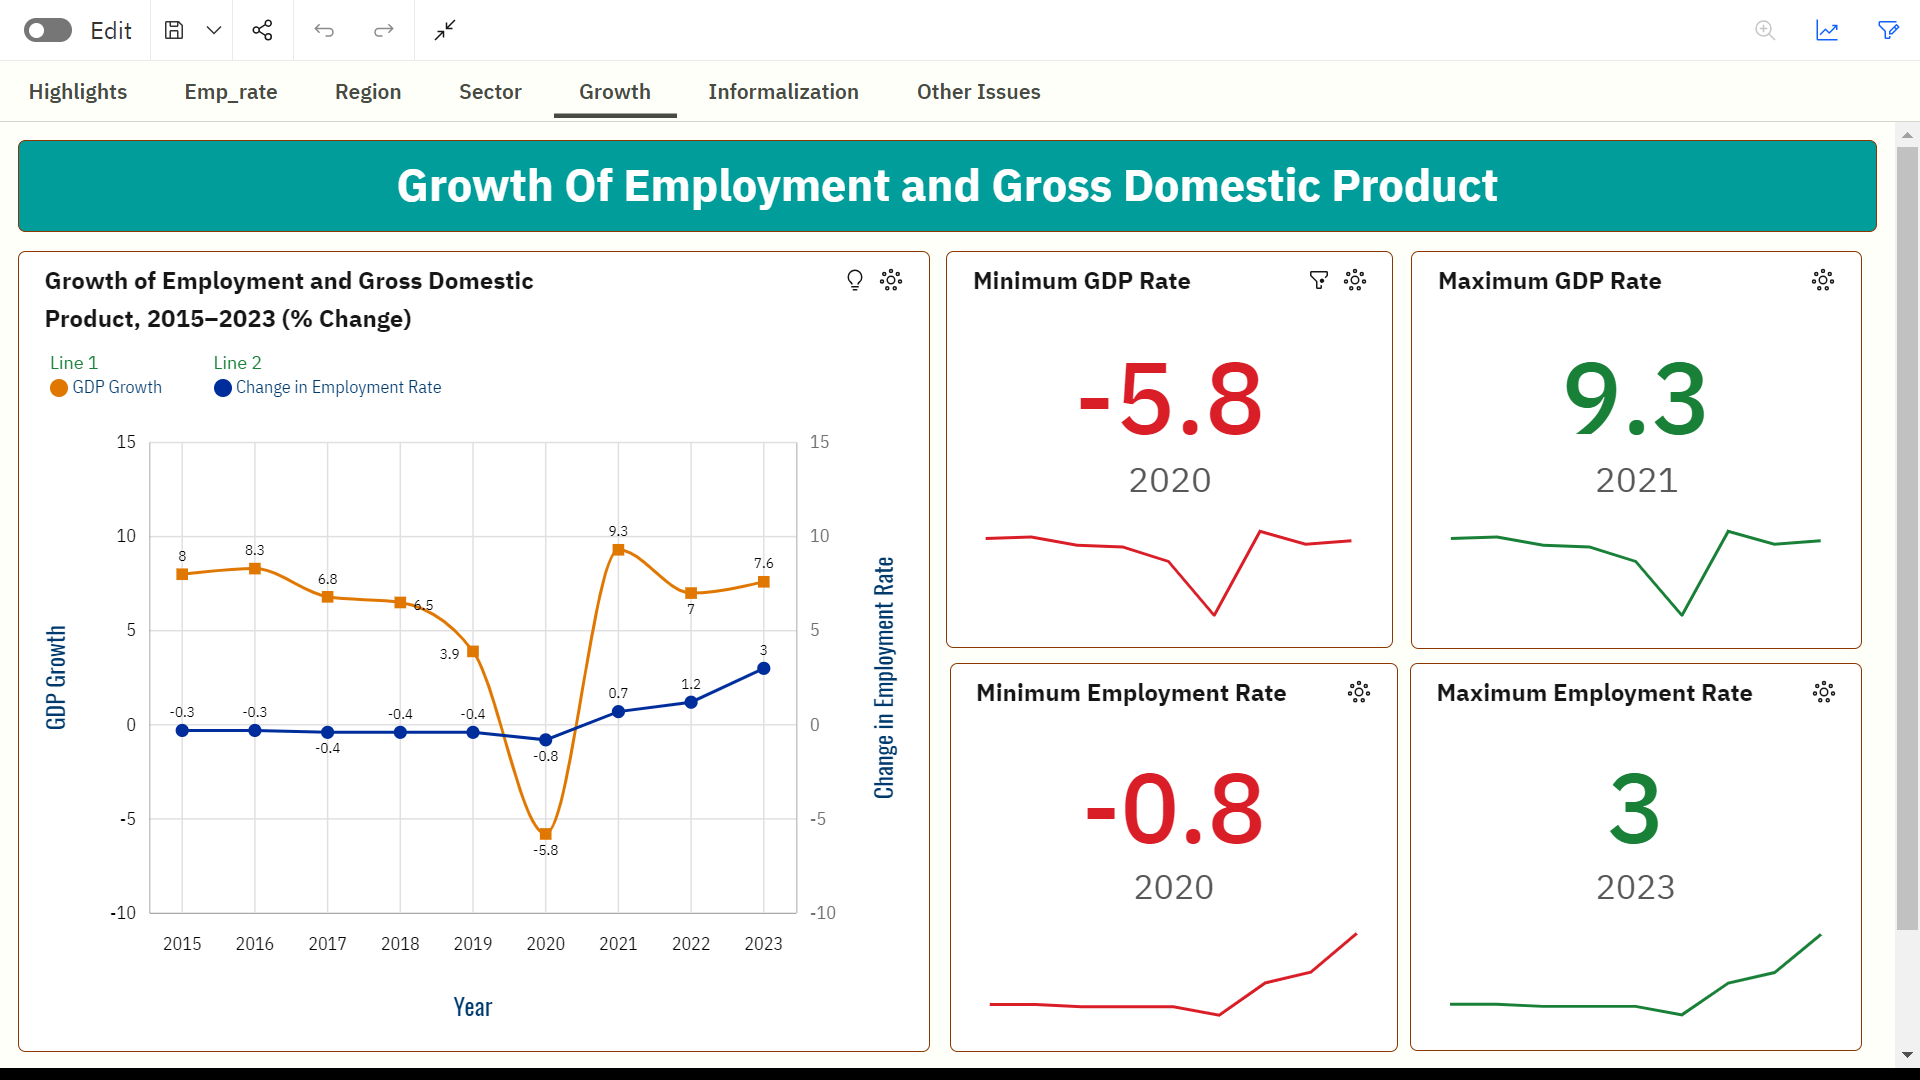 Edit
Highlights
Emp_rate
Region
Sector
Growth
Informalization
Other Issues
Growth Of Employment and Gross Domestic Product
Growth of Employment and Gross Domestic
Product, 2015–2023 (% Change)
Line 1
Line 2
GDP Growth
Change in Employment Rate
15
10
5
0
-5
-10
GDP Growth
8
8.3
6.8
6.5
3.9
-5.8
9.3
7
7.6
-0.3
-0.3
-0.4
-0.4
-0.4
-0.8
0.7
1.2
3
15
10
5
0
-5
-10
Change in Employment Rate
2015
2016
2017
2018
2019
2020
2021
2022
2023
Year
Minimum GDP Rate
-5.8
2020
Maximum GDP Rate
9.3
2021
Minimum Employment Rate
-0.8
2020
Maximum Employment Rate
3
2023